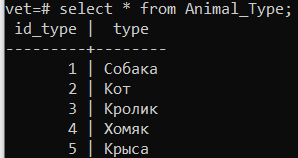 vet=# select * from Animal_Type;
 id_type |  type
---------+--------
       1 | Собака
       2 | Кот
       3 | Кролик
       4 | Хомяк
       5 | Крыса